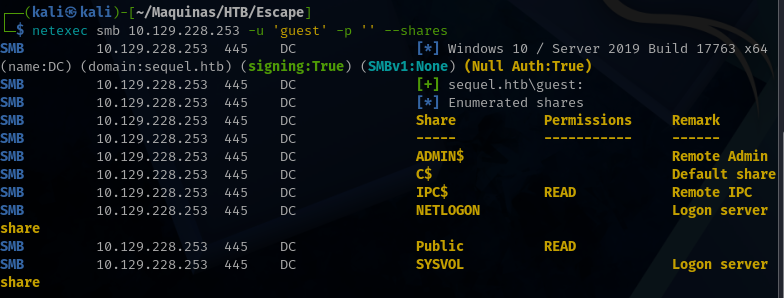 ┌──(kali㉿kali)-[~/Maquinas/HTB/Escape]
└─$ netexec smb 10.129.228.253 -u 'guest' -p '' --shares
SMB 10.129.228.253 445 DC [*] Windows 10 / Server 2019 Build 17763 x64
(name:DC) (domain:sequel.htb) (signing:True) (SMBv1:None) (Null Auth:True)
SMB 10.129.228.253 445 DC [+] sequel.htb\guest:
SMB 10.129.228.253 445 DC [*] Enumerated shares
SMB 10.129.228.253 445 DC Share Permissions Remark
SMB 10.129.228.253 445 DC ----- ----------- ------
SMB 10.129.228.253 445 DC ADMIN$ Remote Admin
SMB 10.129.228.253 445 DC C$ Default share
SMB 10.129.228.253 445 DC IPC$ READ Remote IPC
SMB 10.129.228.253 445 DC NETLOGON Logon server
share
SMB 10.129.228.253 445 DC Public READ
SMB 10.129.228.253 445 DC SYSVOL Logon server
share